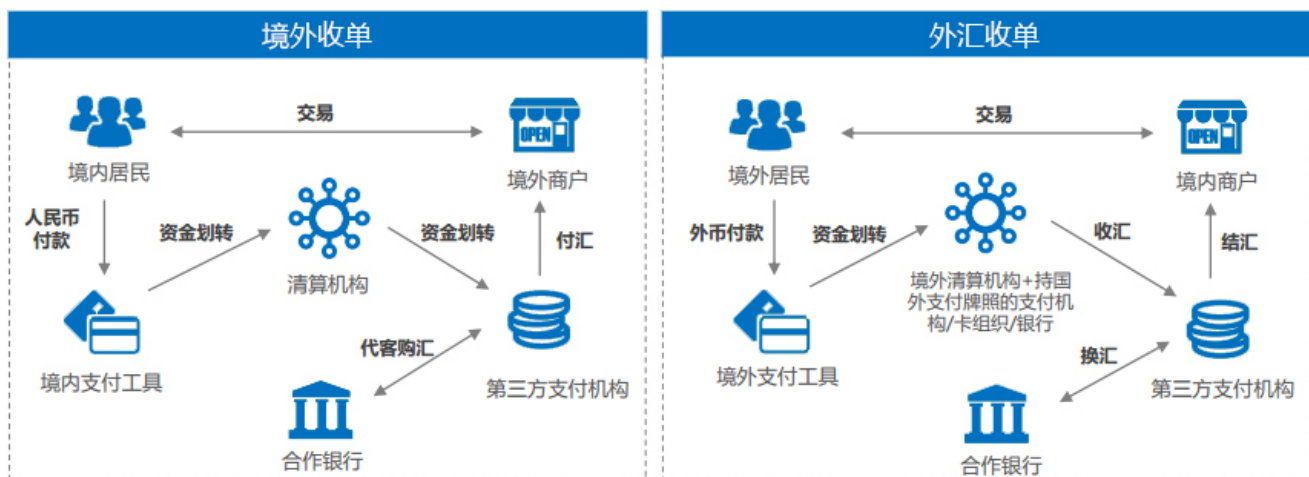 境外收单
外汇收单
交易
OPEN
境内居民
境外商户
人民币
付款
资金划转
资金划转
付汇
清算机构
代客购汇
境内支付工具
第三方支付机构
合作银行
交易
OPEN
境外居民
境内商户
外币付款
资金划转
收汇
结汇
境外清算机构+持国
外支付牌照的支付机
构/卡组织/银行
换汇
境外支付工具
第三方支付机构
合作银行